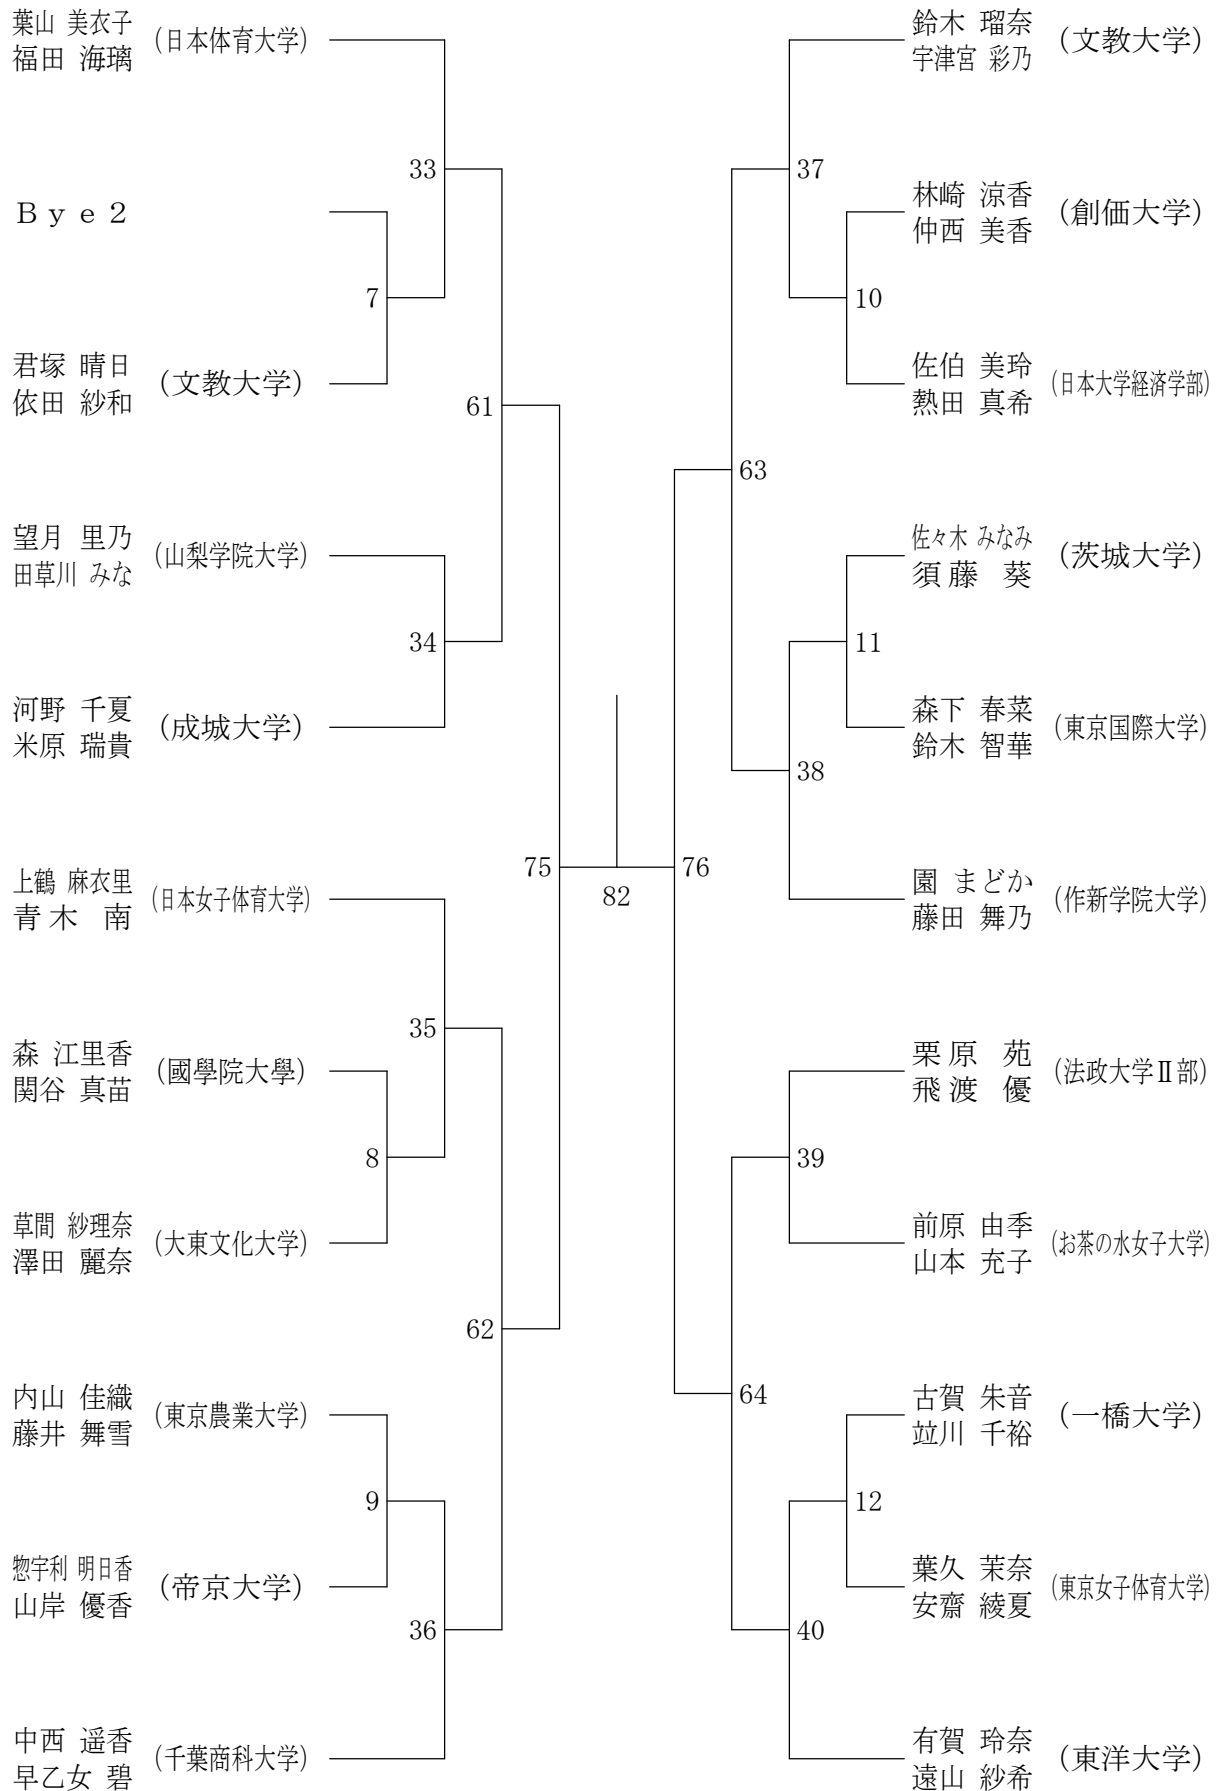 葉山 美衣子
福田 海璃
(日本体育大学)
33
Bye2
7
君塚 晴日
依田 紗和
(文教大学)
61
望月 里乃
田草川 みな
(山梨学院大学)
34
河野 千夏
米原 瑞貴
(成城大学)
75
82
上鶴 麻衣里
青木 南
(日本女子体育大学)
35
森 江里香
関谷 真苗
(國學院大學)
8
草間 紗理奈
澤田 麗奈
(大東文化大学)
62
内山 佳織
藤井 舞雪
(東京農業大学)
9
惣宇利 明日香
山岸 優香
(帝京大学)
36
中西 遥香
早乙女 碧
(千葉商科大学)
鈴木 瑠奈
宇津宮 彩乃
(文教大学)
37
林崎 涼香
仲西 美香
(創価大学)
10
佐伯 美玲
熱田 真希
(日本大学経済学部)
63
佐々木 みなみ
須藤 葵
(茨城大学)
11
森下 春菜
鈴木 智華
(東京国際大学)
38
76
園 まどか
藤田 舞乃
(作新学院大学)
栗原 苑
飛渡 優
(法政大学Ⅱ部)
39
前原 由季
山本 充子
(お茶の水女子大学)
64
古賀 朱音
竝川 千裕
(一橋大学)
12
葉久 茉奈
安齋 綾夏
(東京女子体育大学)
40
有賀 玲奈
遠山 紗希
(東洋大学)